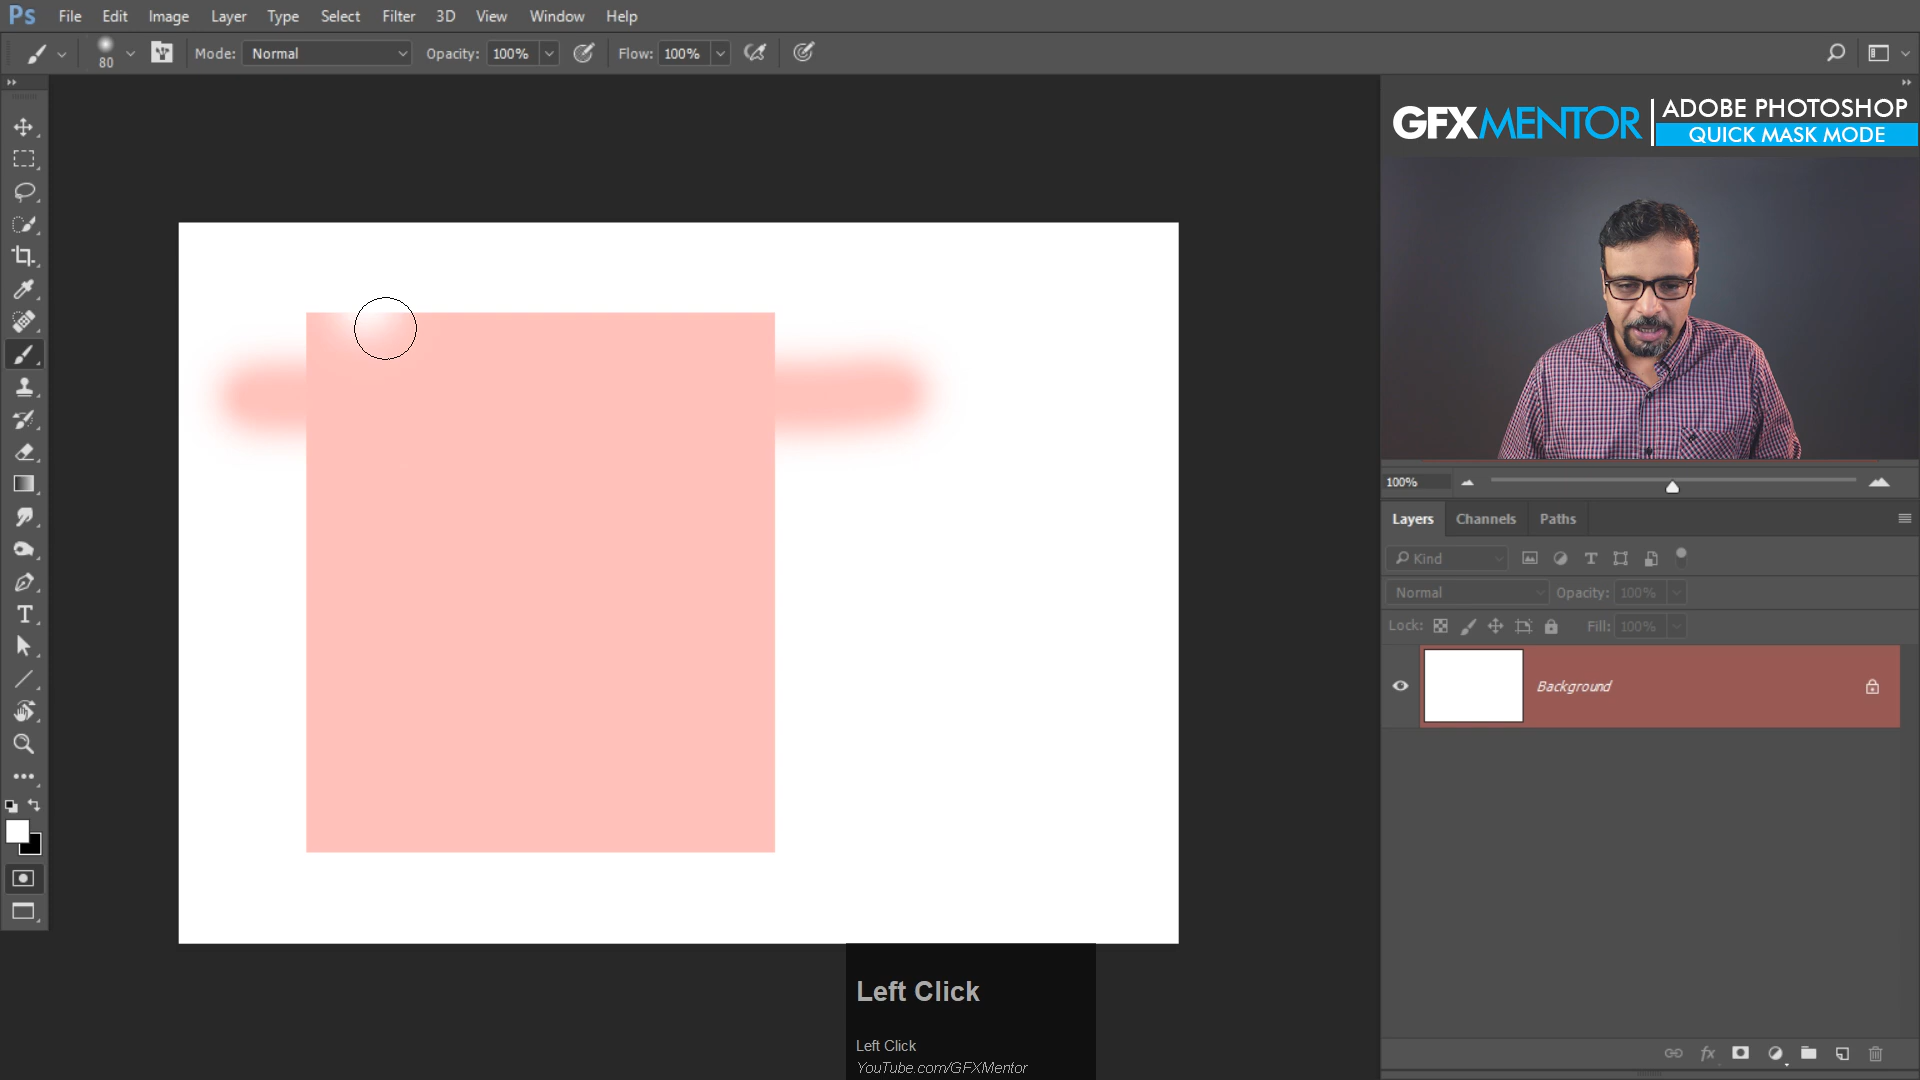 Ps File Edit Image Layer Type Select Filter 3D View Window Help
80 Mode: Normal Opacity: 100% Flow: 100%
GFXMENTOR ADOBE PHOTOSHOP
QUICK MASK MODE
100%
Layers Channels Paths
Kind
Normal Opacity: 100%
Lock: Fill: 100%
Background
fx
Left Click
Left Click
YouTube.com/GFXMentor